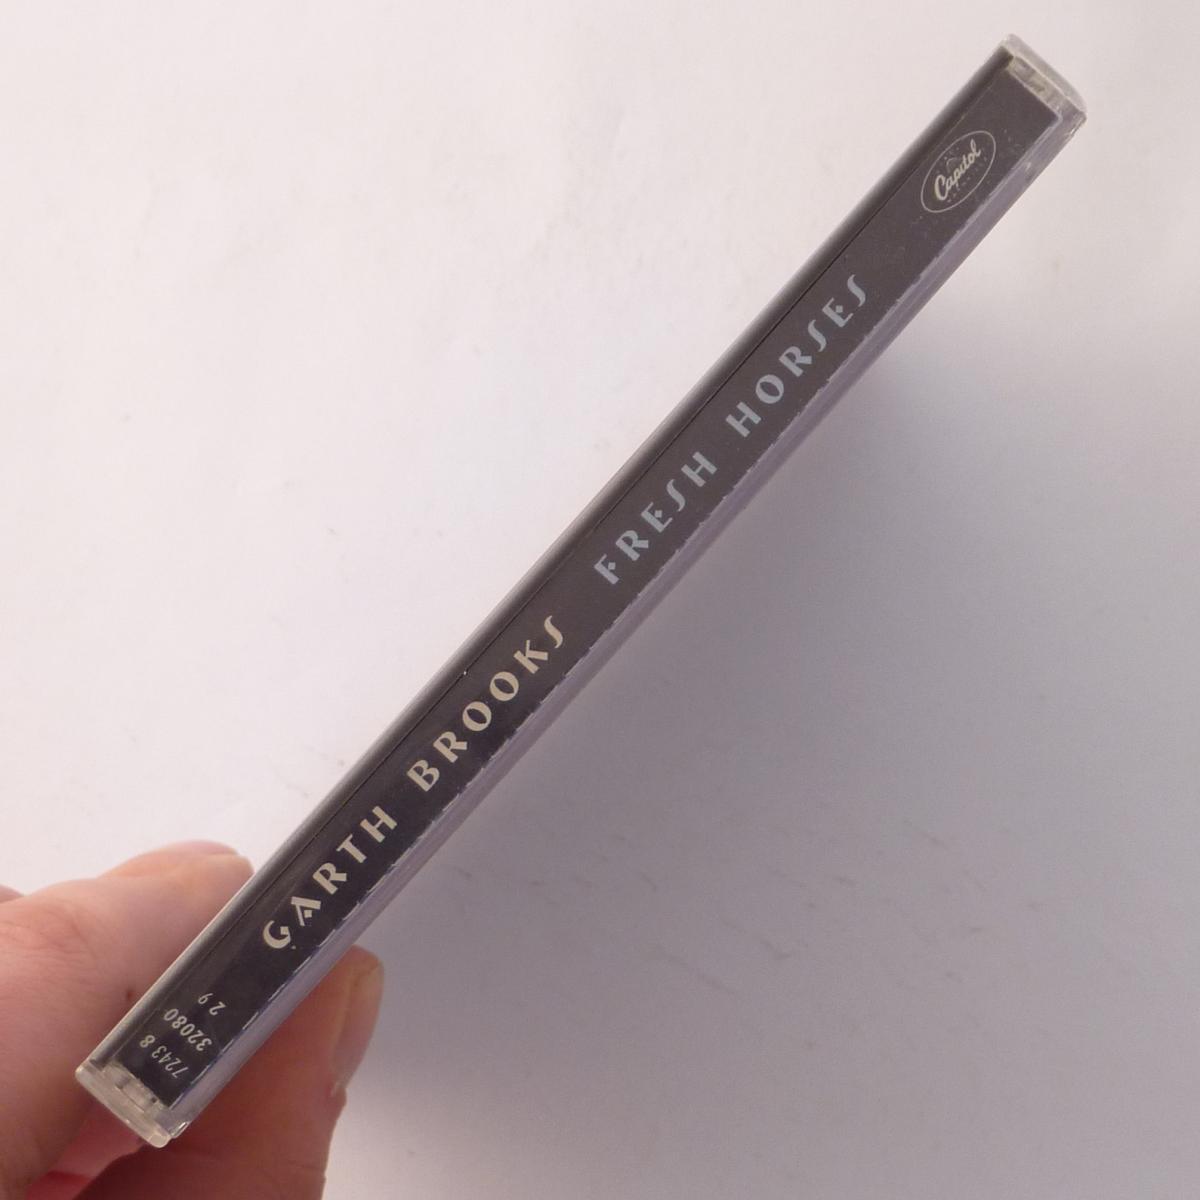 7243 8
32080
2 9
GARTH BROOKS FRESH HORSES
Capitol